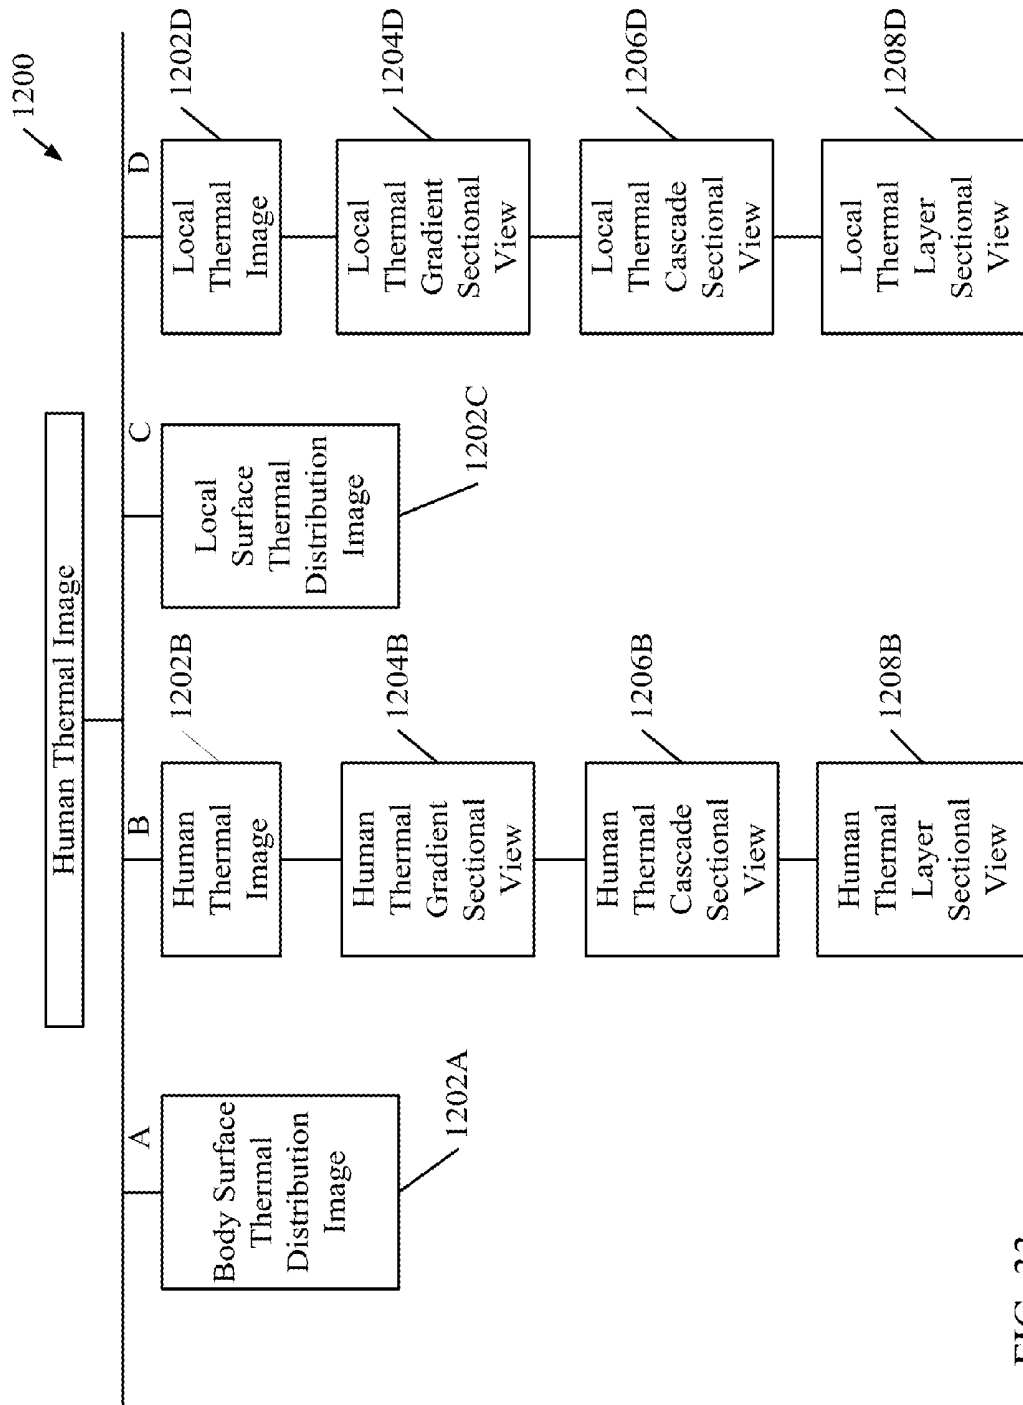 1200
Human Thermal Image
A
B
C
D
Body Surface
Thermal
Distribution
Image
1202A
Human
Thermal
Image
1202B
Human
Thermal
Gradient
Sectional
View
1204B
Human
Thermal
Cascade
Sectional
View
1206B
Human
Thermal
Layer
Sectional
View
1208B
Local
Surface
Thermal
Distribution
Image
1202C
Local
Thermal
Image
1202D
Local
Thermal
Gradient
Sectional
View
1204D
Local
Thermal
Cascade
Sectional
View
1206D
Local
Thermal
Layer
Sectional
View
1208D
FIG.